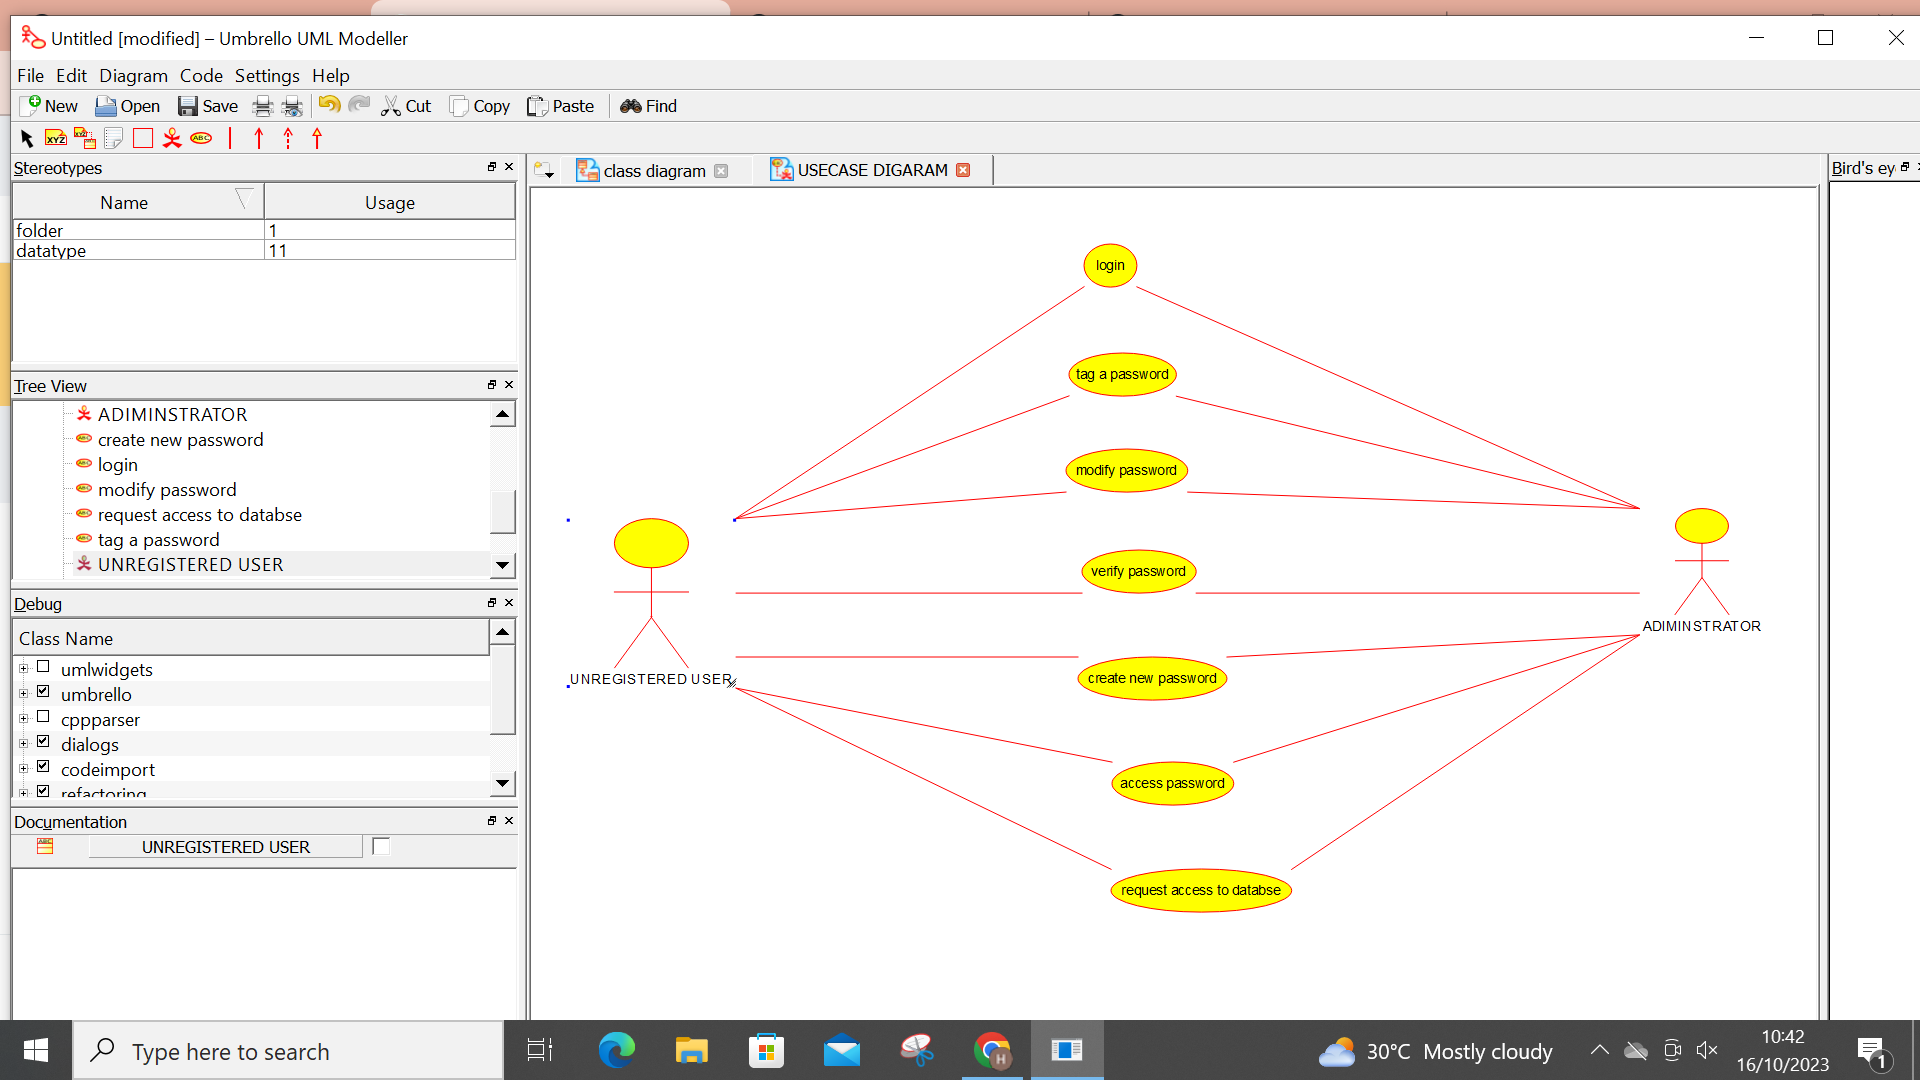 Untitled [modified] – Umbrello UML Modeller
File Edit Diagram Code Settings Help
New Open Save Cut Copy Paste Find
XYZ XYZ ABC
Stereotypes
Name Usage
folder 1
datatype 11
Tree View
ADIMINSTRATOR
create new password
login
modify password
request access to databse
tag a password
UNREGISTERED USER
Debug
Class Name
umlwidgets
umbrello
cppparser
dialogs
codeimport
refactoring
Documentation
UNREGISTERED USER
class diagram USECASE DIGARAM
Bird's ey
login
tag a password
modify password
verify password
ADIMINSTRATOR
UNREGISTERED USER
create new password
access password
request access to databse
Type here to search
H
30°C Mostly cloudy
10:42
16/10/2023
1